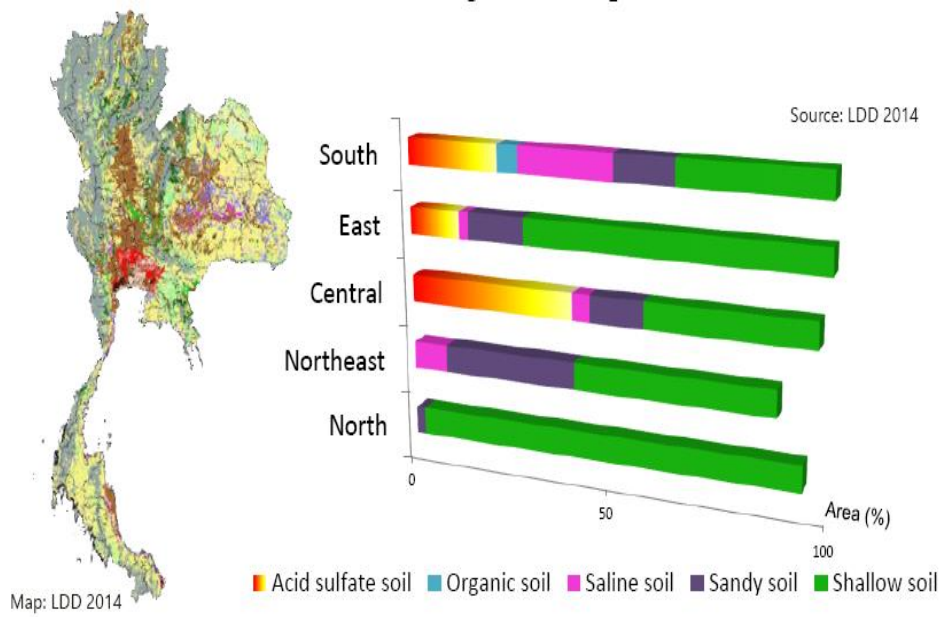 Source: LDD 2014
South
East
Central
Northeast
North
0
50
100
Area (%)
Acid sulfate soil
Organic soil
Saline soil
Sandy soil
Shallow soil
Map: LDD 2014